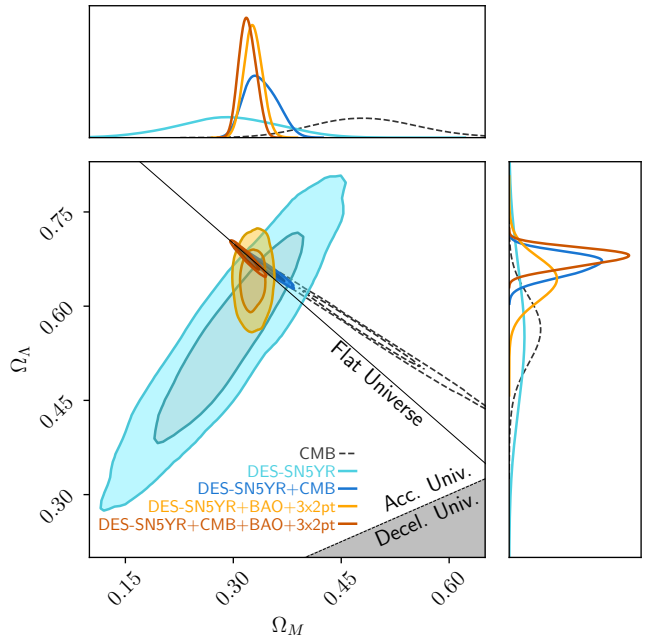 0.75
0.60
0.45
0.30
Ω_Λ
Flat Universe
CMB
DES-SN5YR
DES-SN5YR+CMB
DES-SN5YR+BAO+3x2pt
DES-SN5YR+CMB+BAO+3x2pt
Acc. Univ.
Decel. Univ.
0.15
0.30
0.45
0.60
Ω_M